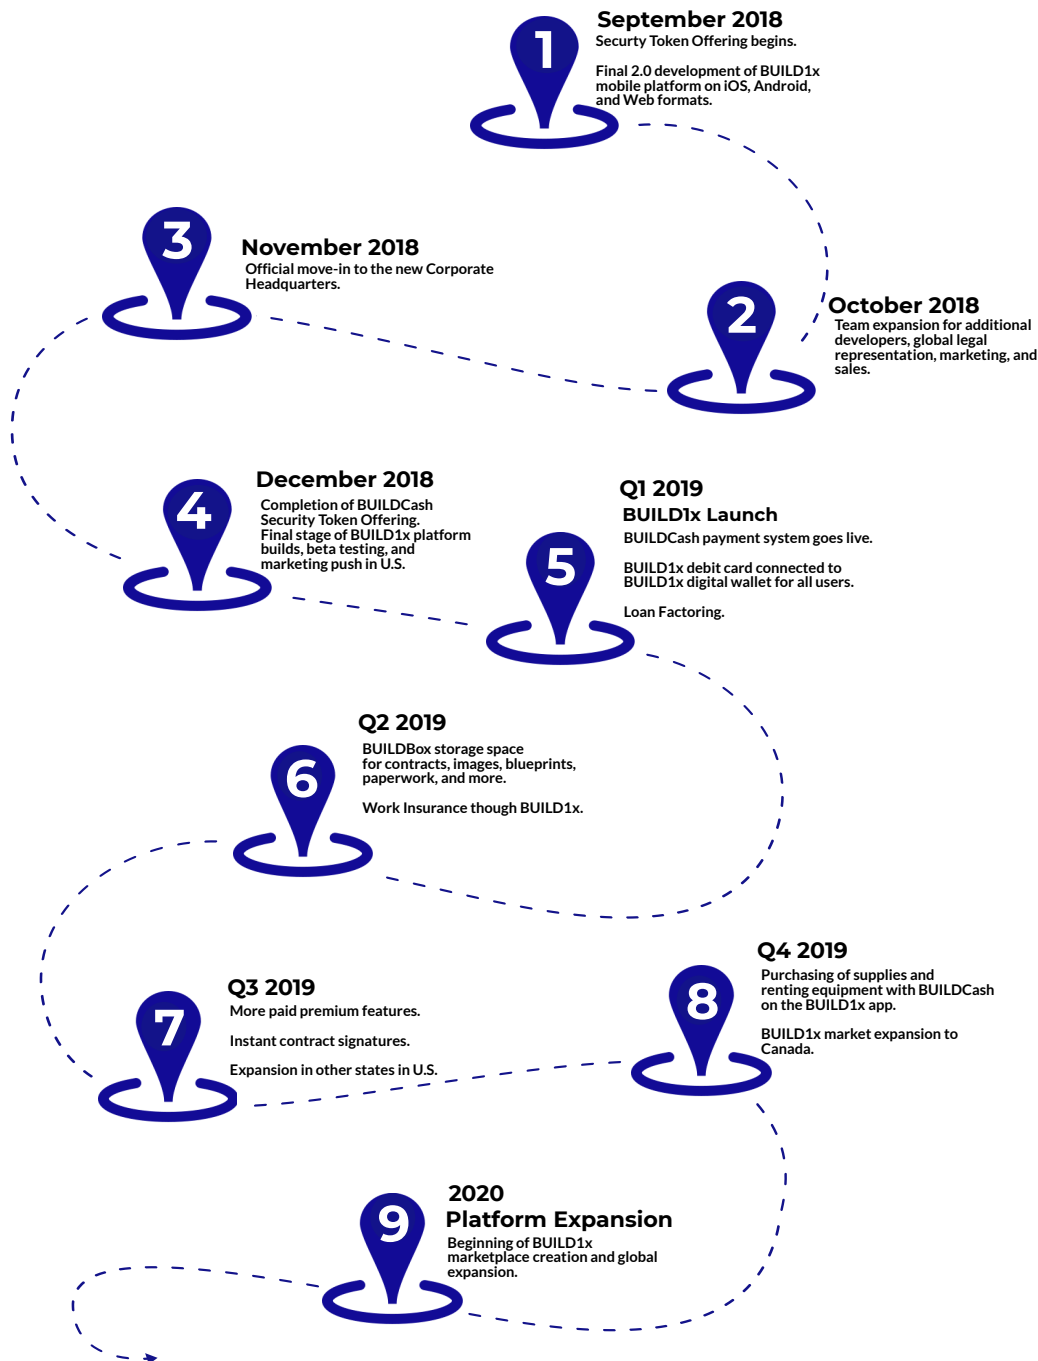 1
September 2018
Securty Token Offering begins.
Final 2.0 development of BUILD1x
mobile platform on iOS, Android,
and Web formats.
2
October 2018
Team expansion for additional
developers, global legal
representation, marketing, and
sales.
3
November 2018
Official move-in to the new Corporate
Headquarters.
4
December 2018
Completion of BUILDCash
Security Token Offering.
Final stage of BUILD1x platform
builds, beta testing, and
marketing push in U.S.
5
Q1 2019
BUILD1x Launch
BUILDCash payment system goes live.
BUILD1x debit card connected to
BUILD1x digital wallet for all users.
Loan Factoring.
6
Q2 2019
BUILDBox storage space
for contracts, images, blueprints,
paperwork, and more.
Work Insurance though BUILD1x.
7
Q3 2019
More paid premium features.
Instant contract signatures.
Expansion in other states in U.S.
8
Q4 2019
Purchasing of supplies and
renting equipment with BUILDCash
on the BUILD1x app.
BUILD1x market expansion to
Canada.
9
2020
Platform Expansion
Beginning of BUILD1x
marketplace creation and global
expansion.